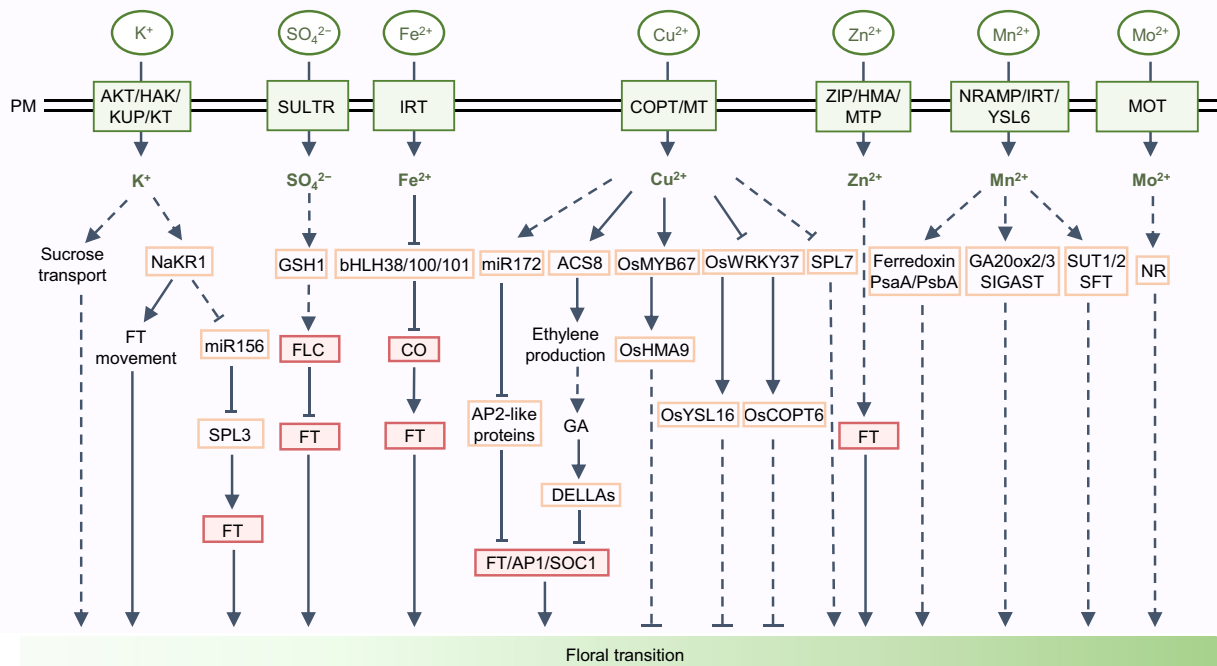 K⁺
SO₄²⁻
Fe²⁺
Cu²⁺
Zn²⁺
Mn²⁺
Mo²⁺
PM
AKT/HAK/
KUP/KT
SULTR
IRT
COPT/MT
ZIP/HMA/
MTP
NRAMP/IRT/
YSL6
MOT
K⁺
SO₄²⁻
Fe²⁺
Cu²⁺
Zn²⁺
Mn²⁺
Mo²⁺
Sucrose
transport
NaKR1
GSH1
bHLH38/100/101
miR172
ACS8
OsMYB67
OsWRKY37
SPL7
Ferredoxin
PsaA/PsbA
GA20ox2/3
SIGAST
SUT1/2
SFT
NR
FT
movement
miR156
FLC
CO
Ethylene
production
OsHMA9
SPL3
FT
FT
AP2-like
proteins
GA
OsYSL16
OsCOPT6
FT
DELLAs
FT
FT/AP1/SOC1
Floral transition